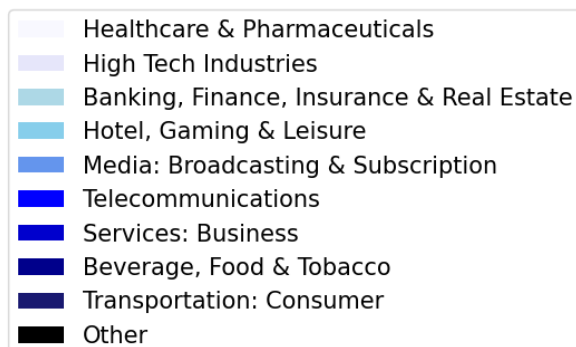 Healthcare & Pharmaceuticals
High Tech Industries
Banking, Finance, Insurance & Real Estate
Hotel, Gaming & Leisure
Media: Broadcasting & Subscription
Telecommunications
Services: Business
Beverage, Food & Tobacco
Transportation: Consumer
Other